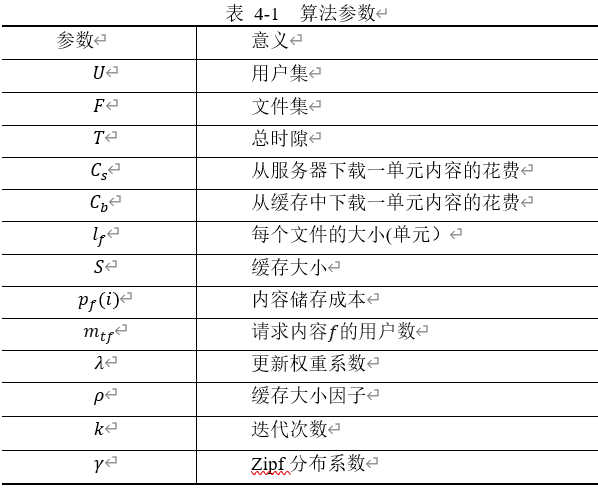 表 4-1 算法参数↵
参数↵ 意义↵
U↵ 用户集↵
F↵ 文件集↵
T↵ 总时隙↵
C_s↵ 从服务器下载一单元内容的花费↵
C_b↵ 从缓存中下载一单元内容的花费↵
l_f↵ 每个文件的大小(单元）↵
S↵ 缓存大小↵
p_f(i)↵ 内容储存成本↵
m_tf↵ 请求内容f的用户数↵
λ↵ 更新权重系数↵
ρ↵ 缓存大小因子↵
k↵ 迭代次数↵
γ↵ Zipf 分布系数↵